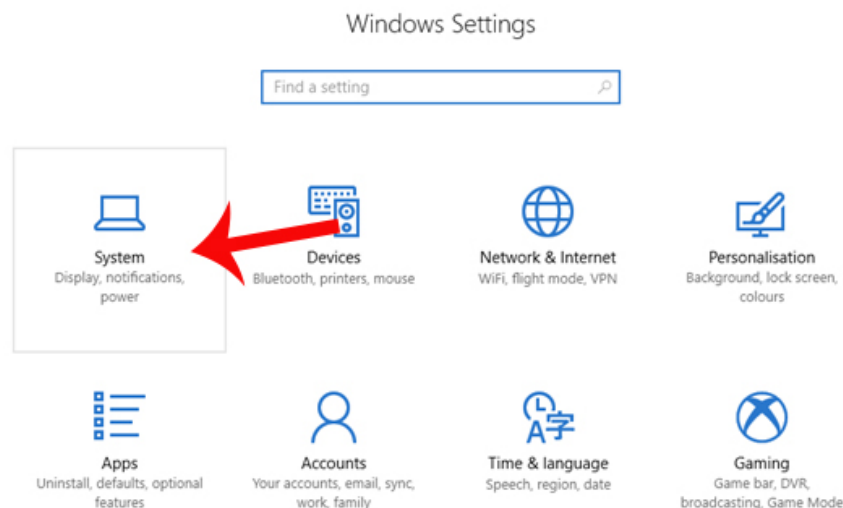 Windows Settings
Find a setting
System
Display, notifications,
power
Devices
Bluetooth, printers, mouse
Network & Internet
WiFi, flight mode, VPN
Personalisation
Background, lock screen,
colours
Apps
Uninstall, defaults, optional
features
Accounts
Your accounts, email, sync,
work, family
A字
Time & language
Speech, region, date
Gaming
Game bar, DVR,
broadcasting, Game Mode